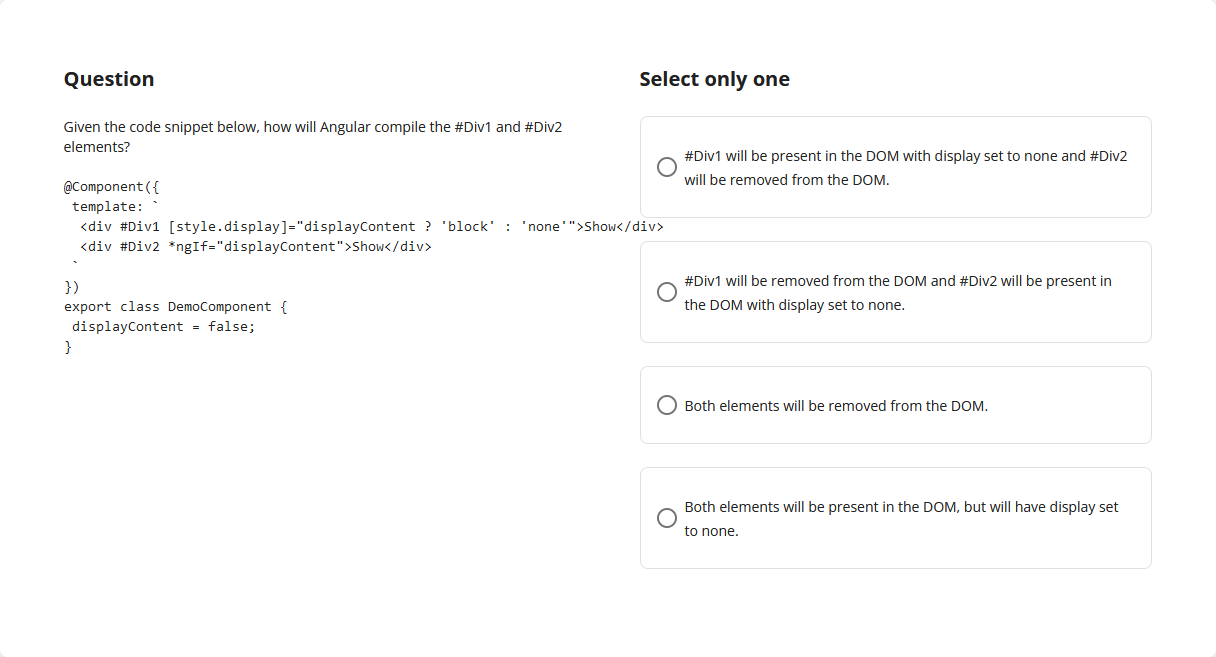 Question
Given the code snippet below, how will Angular compile the #Div1 and #Div2
elements?
@Component({
 template: `
  <div #Div1 [style.display]="displayContent ? 'block' : 'none'">Show</div>
  <div #Div2 *ngIf="displayContent">Show</div>
 `
})
export class DemoComponent {
 displayContent = false;
}
Select only one
#Div1 will be present in the DOM with display set to none and #Div2
will be removed from the DOM.
#Div1 will be removed from the DOM and #Div2 will be present in
the DOM with display set to none.
Both elements will be removed from the DOM.
Both elements will be present in the DOM, but will have display set
to none.